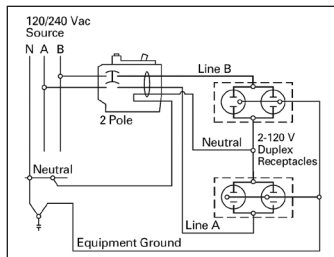 120/240 Vac
Source
N A B
Line B
2 Pole
Neutral
2-120 V
Duplex
Receptacles
Neutral
Line A
Equipment Ground